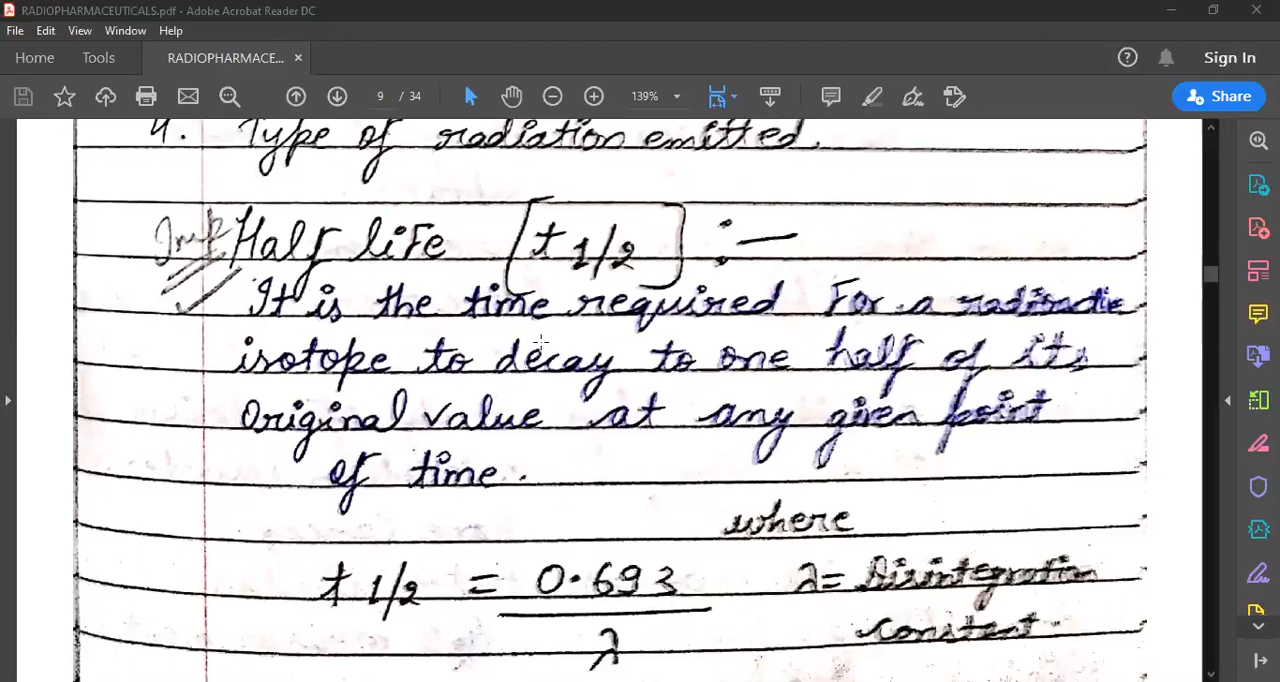 RADIOPHARMACEUTICALS.pdf - Adobe Acrobat Reader DC
File Edit View Window Help
Home Tools RADIOPHARMACE... × Sign In
9 / 34 139% Share
4. Type of radiation emitted.
Imp Half life [t 1/2] :-
It is the time required For a radioactive
isotope to decay to one half of its
Original value at any given point
of time.
where
t 1/2 = 0.693 λ= Disintegration
λ constant.